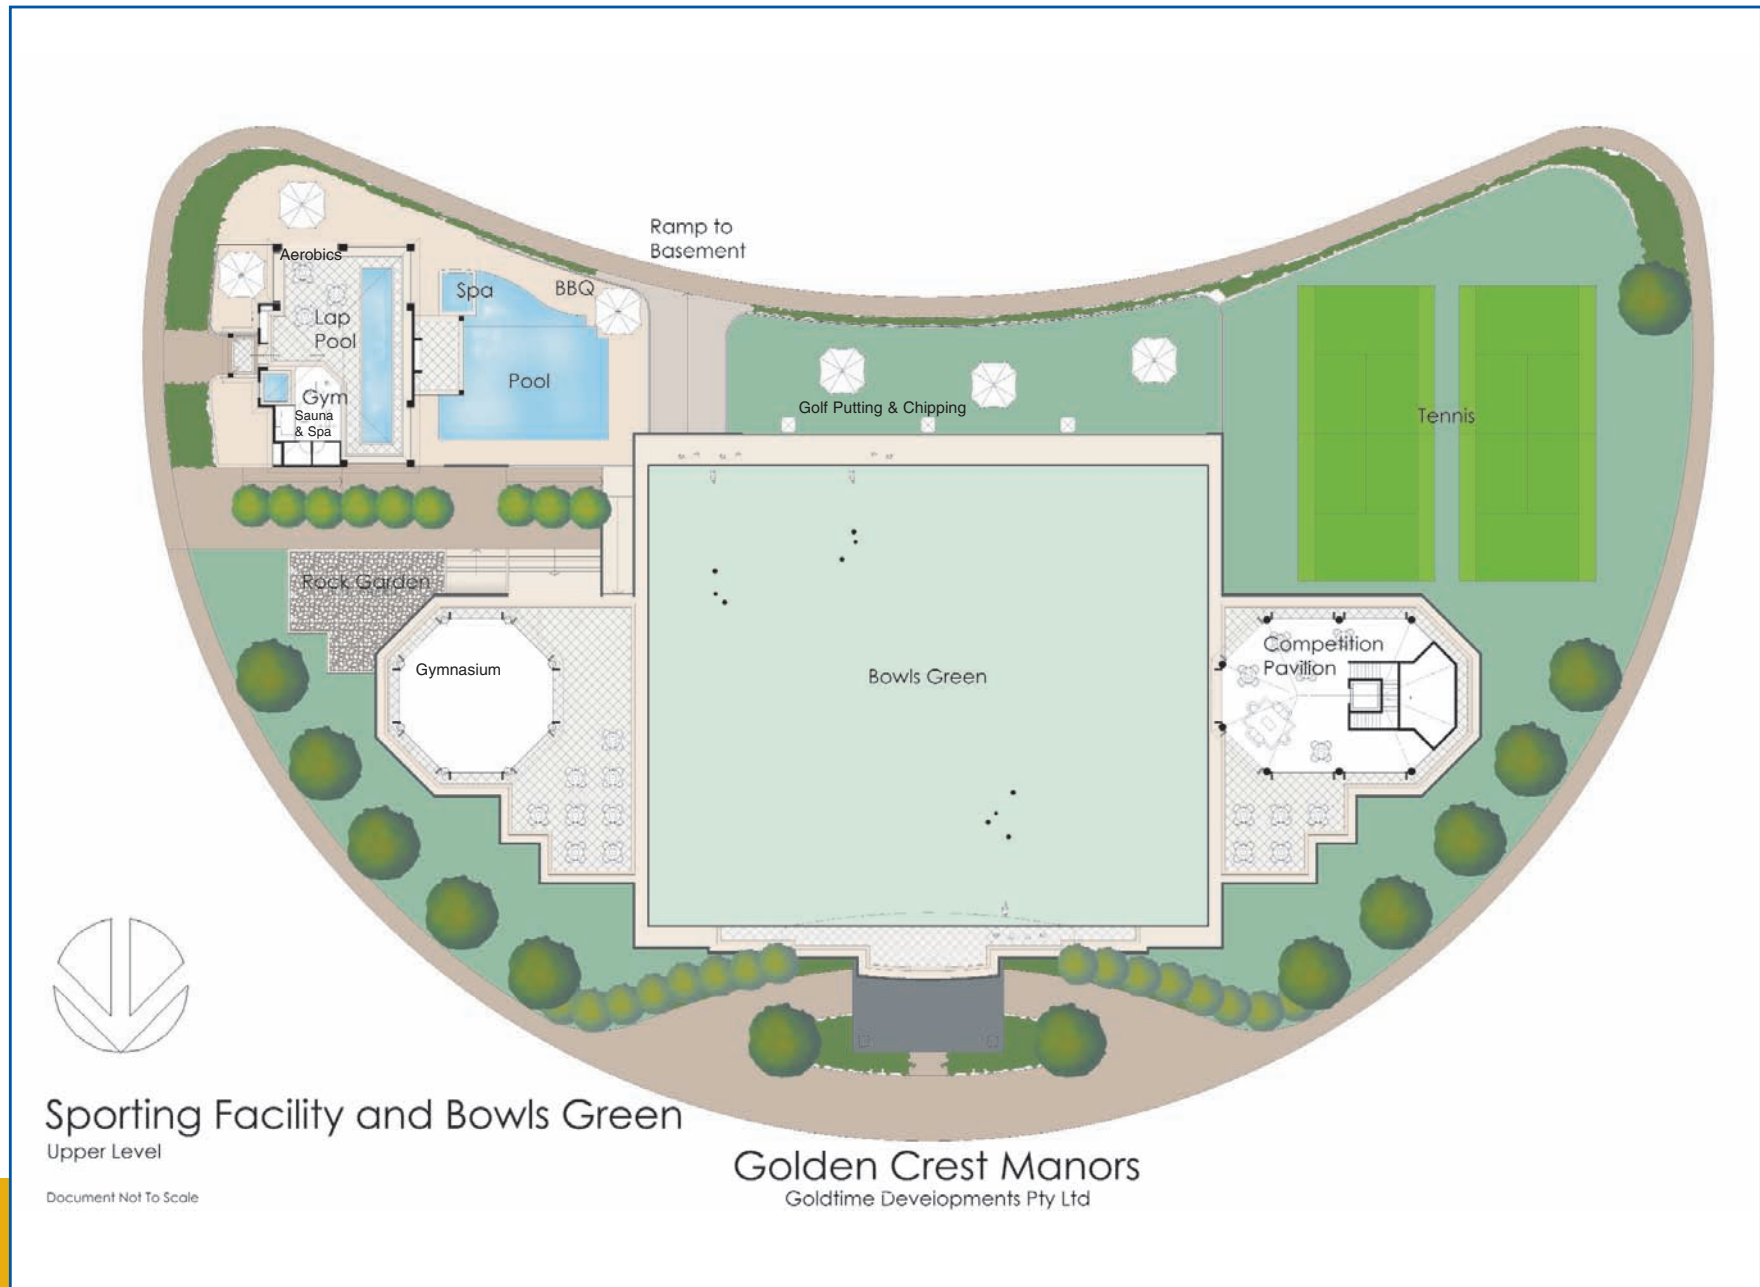 Ramp to
Basement
Aerobics
Spa
BBQ
Lap
Pool
Pool
Gym
Sauna
& Spa
Golf Putting & Chipping
Tennis
Rock Garden
Gymnasium
Bowls Green
Competition
Pavilion
Sporting Facility and Bowls Green
Upper Level
Document Not To Scale
Golden Crest Manors
Goldtime Developments Pty Ltd